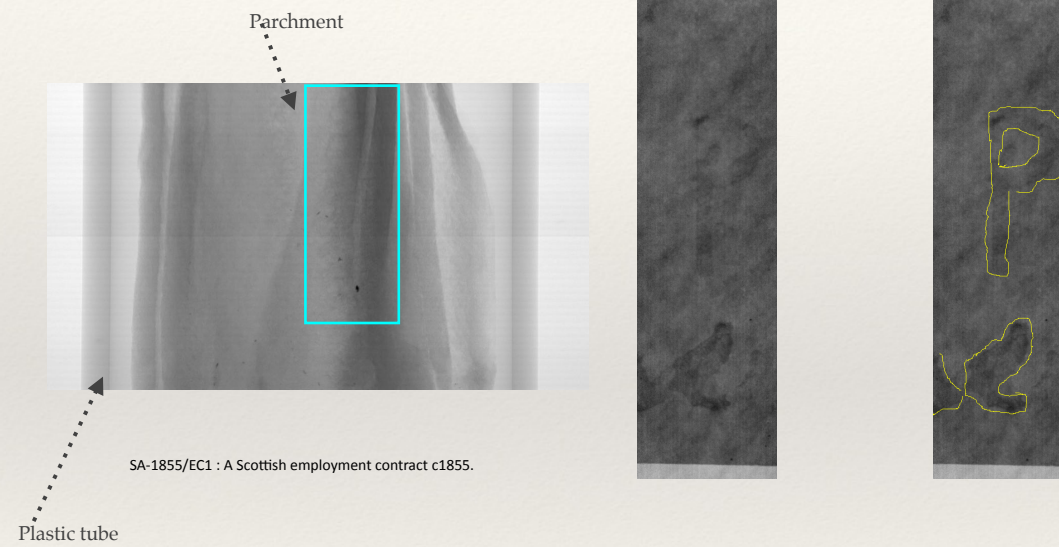 Parchment
SA-1855/EC1 : A Scottish employment contract c1855.
Plastic tube
P